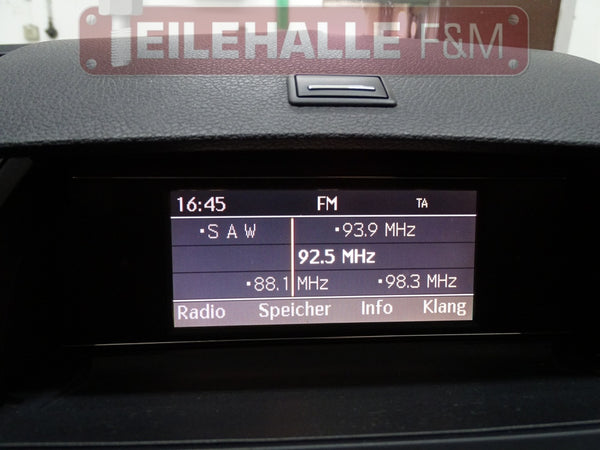 TEILEHALLE F&M
16:45 FM TA
S A W 93.9 MHz
92.5 MHz
88.1 MHz 98.3 MHz
Radio Speicher Info Klang